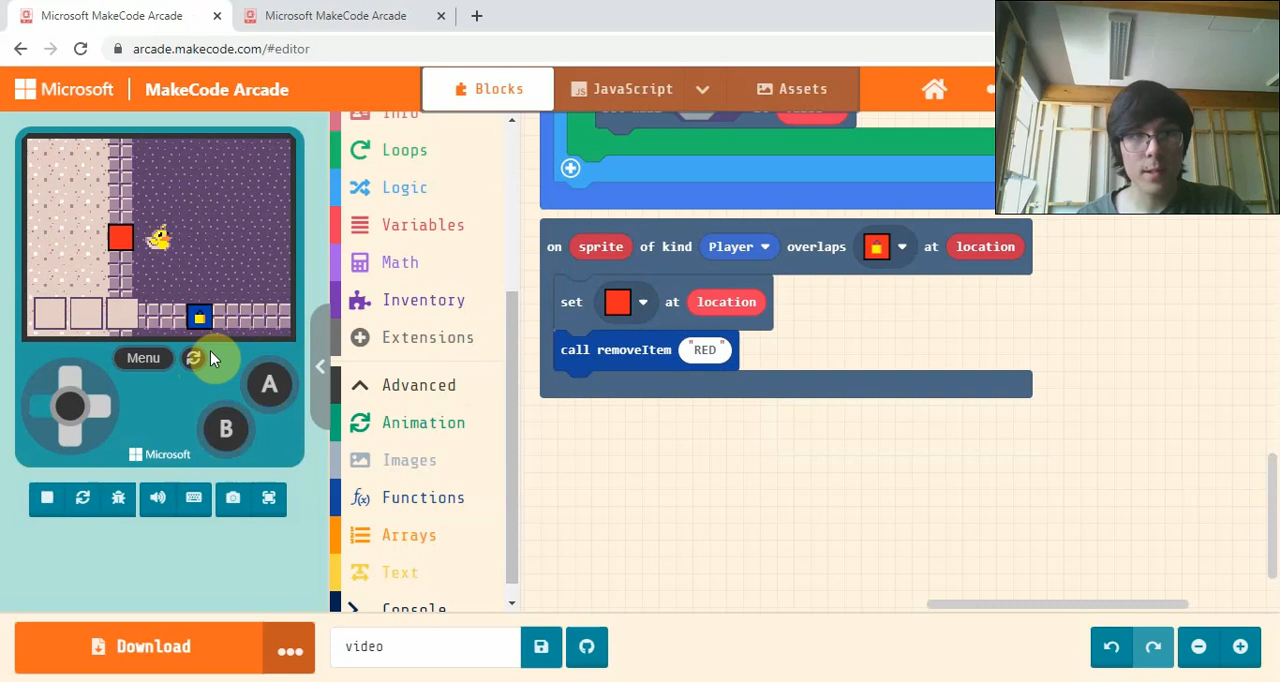 Microsoft MakeCode Arcade
Microsoft MakeCode Arcade
arcade.makecode.com/#editor
Microsoft
MakeCode Arcade
Blocks
JavaScript
Assets
Loops
Logic
Variables
Math
Inventory
Extensions
Advanced
Animation
Images
Functions
Arrays
Text
Console
on sprite of kind Player overlaps at location
set at location
call removeItem "RED"
Menu
A
B
Microsoft
Download
video